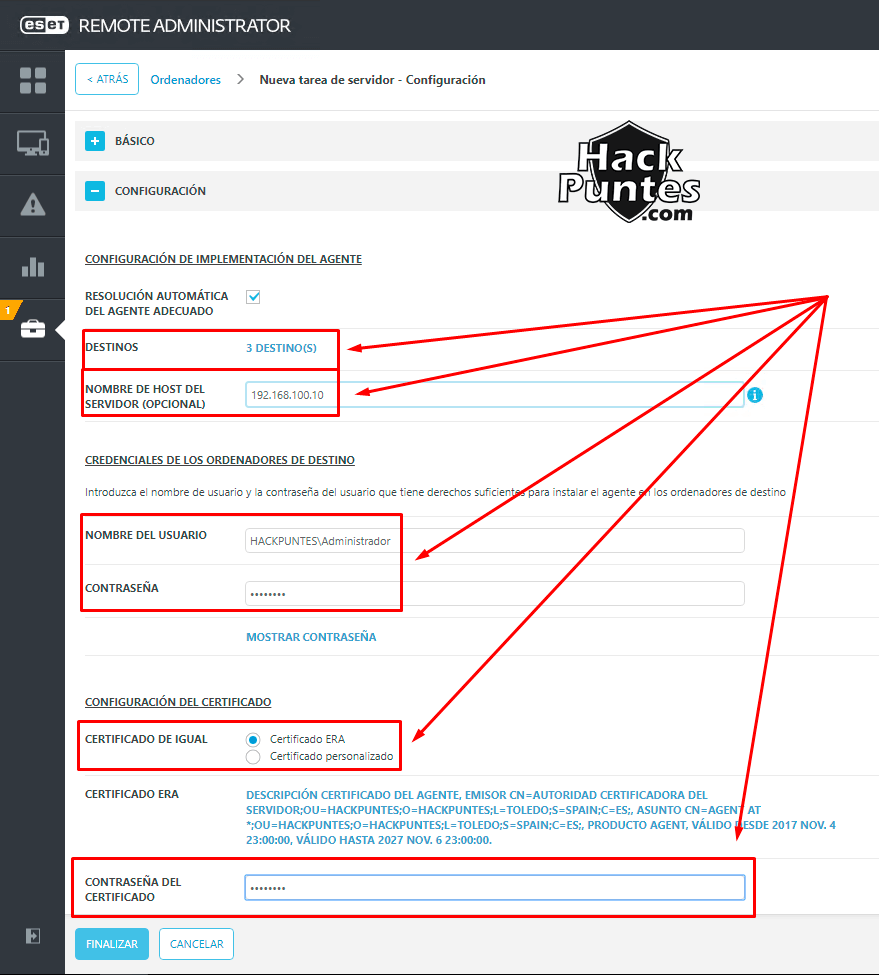 eseT REMOTE ADMINISTRATOR
< ATRÁS Ordenadores > Nueva tarea de servidor - Configuración
+ BÁSICO
− CONFIGURACIÓN
Hack
Puntes
.com
CONFIGURACIÓN DE IMPLEMENTACIÓN DEL AGENTE
RESOLUCIÓN AUTOMÁTICA
DEL AGENTE ADECUADO
DESTINOS 3 DESTINO(S)
NOMBRE DE HOST DEL
SERVIDOR (OPCIONAL) 192.168.100.10
CREDENCIALES DE LOS ORDENADORES DE DESTINO
Introduzca el nombre de usuario y la contraseña del usuario que tiene derechos suficientes para instalar el agente en los ordenadores de destino
NOMBRE DEL USUARIO HACKPUNTES\Administrador
CONTRASEÑA ••••••••
MOSTRAR CONTRASEÑA
CONFIGURACIÓN DEL CERTIFICADO
CERTIFICADO DE IGUAL Certificado ERA
Certificado personalizado
CERTIFICADO ERA DESCRIPCIÓN CERTIFICADO DEL AGENTE, EMISOR CN=AUTORIDAD CERTIFICADORA DEL
SERVIDOR;OU=HACKPUNTES;O=HACKPUNTES;L=TOLEDO;S=SPAIN;C=ES;, ASUNTO CN=AGENT AT
*;OU=HACKPUNTES;O=HACKPUNTES;L=TOLEDO;S=SPAIN;C=ES;, PRODUCTO AGENT, VÁLIDO DESDE 2017 NOV. 4
23:00:00, VÁLIDO HASTA 2027 NOV. 6 23:00:00.
CONTRASEÑA DEL
CERTIFICADO ••••••••
FINALIZAR CANCELAR